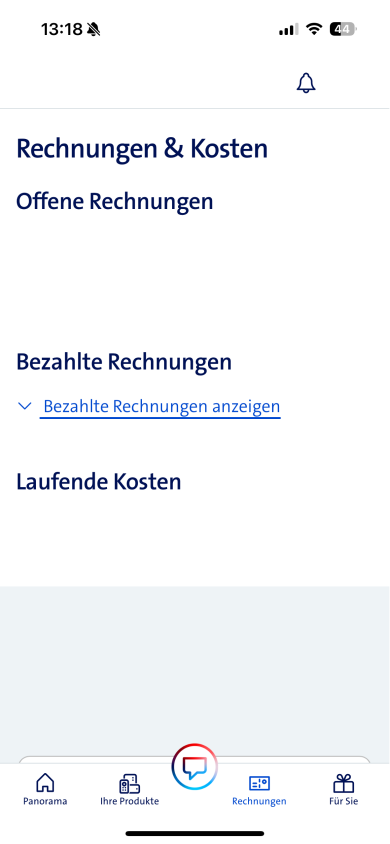 13:18
44
Rechnungen & Kosten
Offene Rechnungen
Bezahlte Rechnungen
Bezahlte Rechnungen anzeigen
Laufende Kosten
Panorama
Ihre Produkte
Rechnungen
Für Sie